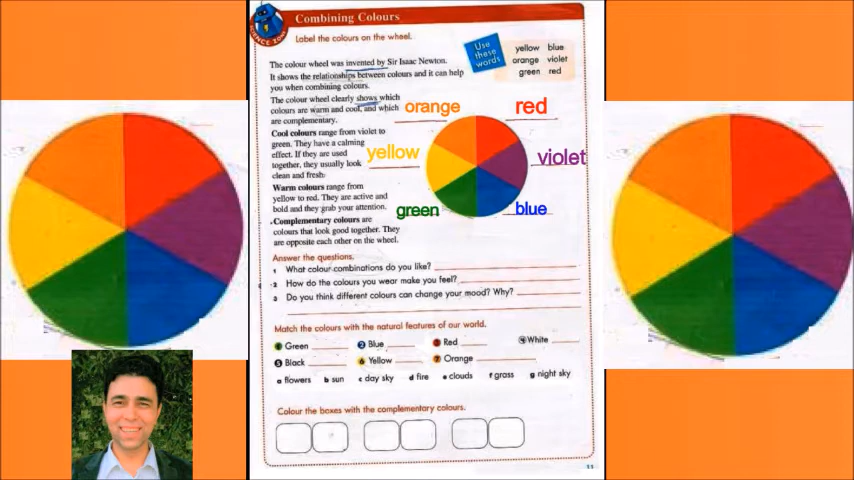 SCIENCE ZONE
Combining Colours
Label the colours on the wheel.
Use these words
yellow blue
orange violet
green red
The colour wheel was invented by Sir Isaac Newton.
It shows the relationships between colours and it can help
you when combining colours.
The colour wheel clearly shows which
colours are warm and cool, and which
are complementary.
orange
red
Cool colours range from violet to
green. They have a calming
effect. If they are used
together, they usually look
clean and fresh.
yellow
violet
Warm colours range from
yellow to red. They are active and
bold and they grab your attention.
green
blue
Complementary colours are
colours that look good together. They
are opposite each other on the wheel.
Answer the questions.
1 What colour combinations do you like?
2 How do the colours you wear make you feel?
3 Do you think different colours can change your mood? Why?
Match the colours with the natural features of our world.
1 Green 2 Blue 3 Red 4 White
5 Black 6 Yellow 7 Orange
a flowers b sun c day sky d fire e clouds f grass g night sky
Colour the boxes with the complementary colours.